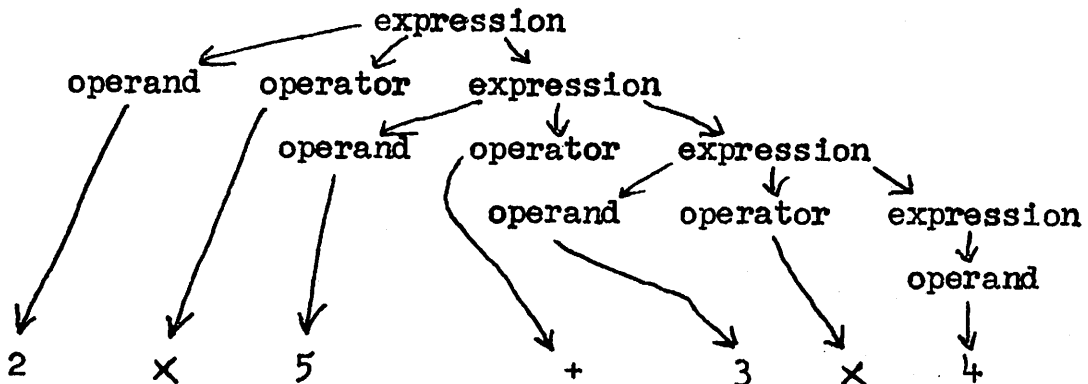 expression
operand operator expression
operand operator expression
operand operator expression
operand
2 × 5 + 3 × 4